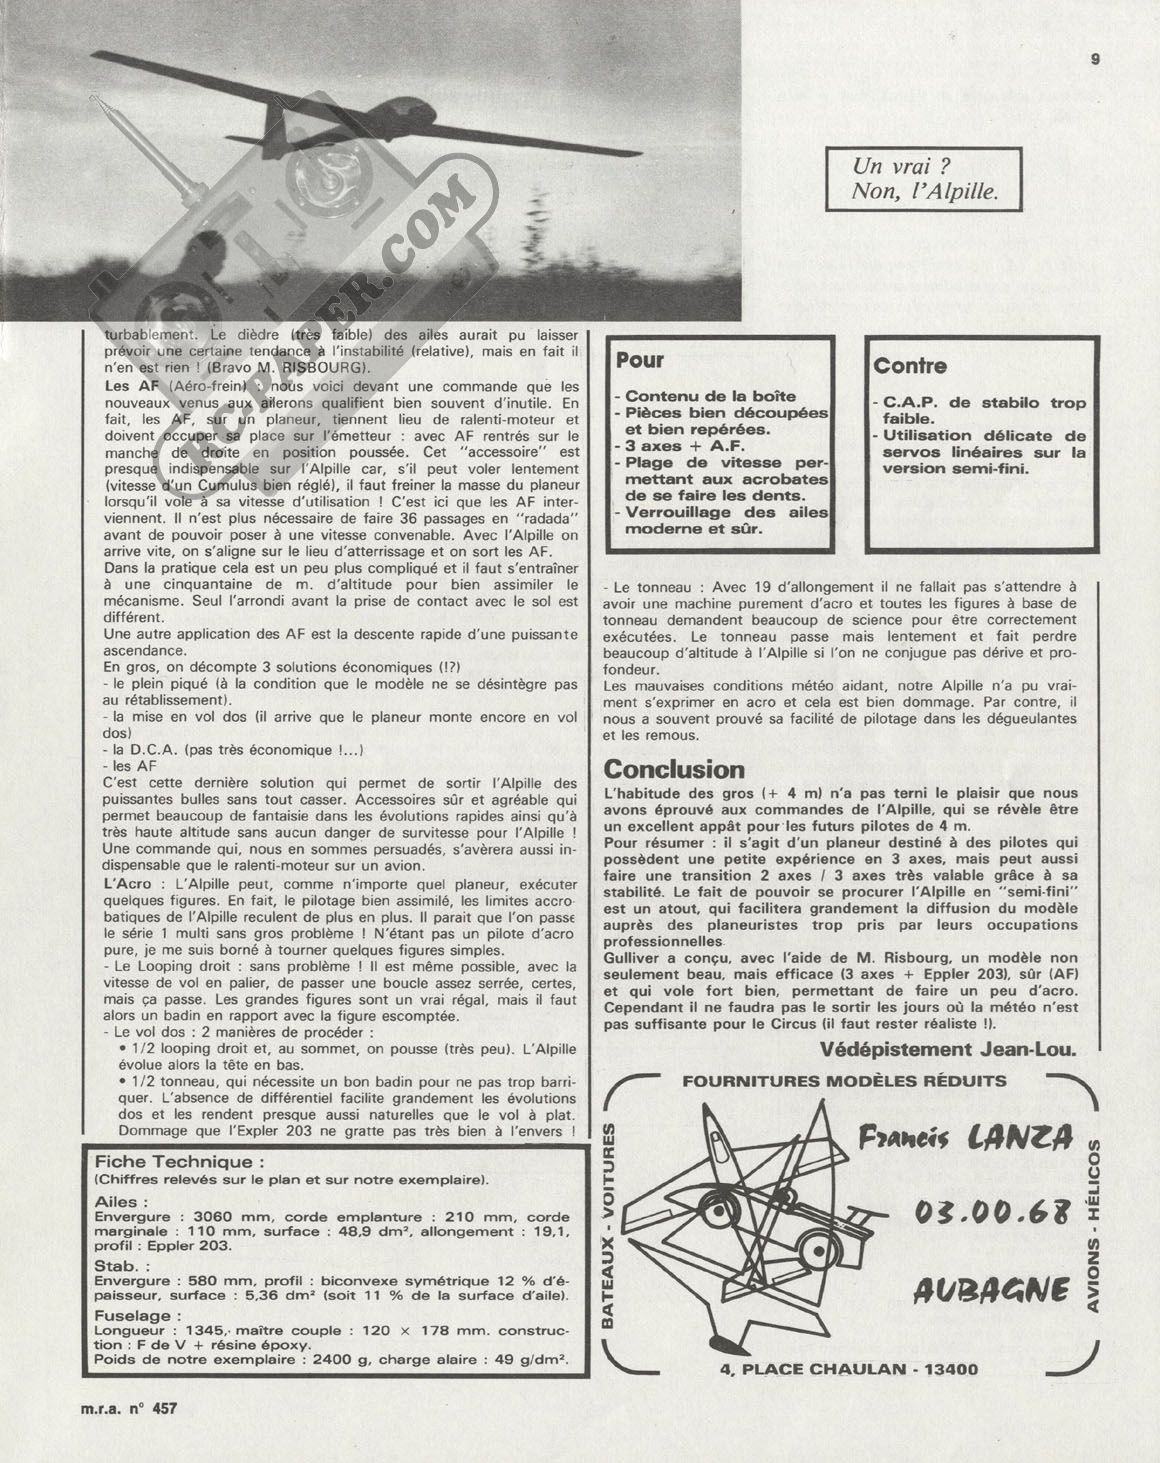 9
Un vrai ?
Non, l'Alpille.
RC-PAPER.COM
turbablement. Le dièdre (très faible) des ailes aurait pu laisser
prévoir une certaine tendance à l'instabilité (relative), mais en fait il
n'en est rien ! (Bravo M. RISBOURG).
Les AF (Aéro-frein) : nous voici devant une commande que les
nouveaux venus aux ailerons qualifient bien souvent d'inutile. En
fait, les AF, sur un planeur, tiennent lieu de ralenti-moteur et
doivent occuper sa place sur l'émetteur : avec AF rentrés sur le
manche de droite en position poussée. Cet "accessoire" est
presque indispensable sur l'Alpille car, s'il peut voler lentement
(vitesse d'un Cumulus bien réglé), il faut freiner la masse du planeur
lorsqu'il vole à sa vitesse d'utilisation ! C'est ici que les AF inter-
viennent. Il n'est plus nécessaire de faire 36 passages en "radada"
avant de pouvoir poser à une vitesse convenable. Avec l'Alpille on
arrive vite, on s'aligne sur le lieu d'atterrissage et on sort les AF.
Dans la pratique cela est un peu plus compliqué et il faut s'entraîner
à une cinquantaine de m. d'altitude pour bien assimiler le
mécanisme. Seul l'arrondi avant la prise de contact avec le sol est
différent.
Une autre application des AF est la descente rapide d'une puissante
ascendance.
En gros, on décompte 3 solutions économiques (!?)
- le plein piqué (à la condition que le modèle ne se désintègre pas
au rétablissement).
- la mise en vol dos (il arrive que le planeur monte encore en vol
dos)
- la D.C.A. (pas très économique !...)
- les AF
C'est cette dernière solution qui permet de sortir l'Alpille des
puissantes bulles sans tout casser. Accessoires sûr et agréable qui
permet beaucoup de fantaisie dans les évolutions rapides ainsi qu'à
très haute altitude sans aucun danger de survitesse pour l'Alpille !
Une commande qui, nous en sommes persuadés, s'avèrera aussi in-
dispensable que le ralenti-moteur sur un avion.
L'Acro : L'Alpille peut, comme n'importe quel planeur, exécuter
quelques figures. En fait, le pilotage bien assimilé, les limites accro-
batiques de l'Alpille reculent de plus en plus. Il parait que l'on passe
le série 1 multi sans gros problème ! N'étant pas un pilote d'acro
pure, je me suis borné à tourner quelques figures simples.
- Le Looping droit : sans problème ! Il est même possible, avec la
vitesse de vol en palier, de passer une boucle assez serrée, certes,
mais ça passe. Les grandes figures sont un vrai régal, mais il faut
alors un badin en rapport avec la figure escomptée.
- Le vol dos : 2 manières de procéder :
• 1/2 looping droit et, au sommet, on pousse (très peu). L'Alpille
évolue alors la tête en bas.
• 1/2 tonneau, qui nécessite un bon badin pour ne pas trop barri-
quer. L'absence de différentiel facilite grandement les évolutions
dos et les rendent presque aussi naturelles que le vol à plat.
Dommage que l'Expler 203 ne gratte pas très bien à l'envers !
Fiche Technique :
(Chiffres relevés sur le plan et sur notre exemplaire).
Ailes :
Envergure : 3060 mm, corde emplanture : 210 mm, corde
marginale : 110 mm, surface : 48,9 dm², allongement : 19,1,
profil : Eppler 203.
Stab. :
Envergure : 580 mm, profil : biconvexe symétrique 12 % d'é-
paisseur, surface : 5,36 dm² (soit 11 % de la surface d'aile).
Fuselage :
Longueur : 1345, maître couple : 120 × 178 mm. construc-
tion : F de V + résine époxy.
Poids de notre exemplaire : 2400 g, charge alaire : 49 g/dm².
Pour
- Contenu de la boîte
- Pièces bien découpées
et bien repérées.
- 3 axes + A.F.
- Plage de vitesse per-
mettant aux acrobates
de se faire les dents.
- Verrouillage des ailes
moderne et sûr.
Contre
- C.A.P. de stabilo trop
faible.
- Utilisation délicate de
servos linéaires sur la
version semi-fini.
- Le tonneau : Avec 19 d'allongement il ne fallait pas s'attendre à
avoir une machine purement d'acro et toutes les figures à base de
tonneau demandent beaucoup de science pour être correctement
exécutées. Le tonneau passe mais lentement et fait perdre
beaucoup d'altitude à l'Alpille si l'on ne conjugue pas dérive et pro-
fondeur.
Les mauvaises conditions météo aidant, notre Alpille n'a pu vrai-
ment s'exprimer en acro et cela est bien dommage. Par contre, il
nous a souvent prouvé sa facilité de pilotage dans les dégueulantes
et les remous.
Conclusion
L'habitude des gros (+ 4 m) n'a pas terni le plaisir que nous
avons éprouvé aux commandes de l'Alpille, qui se révèle être
un excellent appât pour les futurs pilotes de 4 m.
Pour résumer : il s'agit d'un planeur destiné à des pilotes qui
possèdent une petite expérience en 3 axes, mais peut aussi
faire une transition 2 axes / 3 axes très valable grâce à sa
stabilité. Le fait de pouvoir se procurer l'Alpille en "semi-fini"
est un atout, qui facilitera grandement la diffusion du modèle
auprès des planeuristes trop pris par leurs occupations
professionnelles.
Gulliver a conçu, avec l'aide de M. Risbourg, un modèle non
seulement beau, mais efficace (3 axes + Eppler 203), sûr (AF)
et qui vole fort bien, permettant de faire un peu d'acro.
Cependant il ne faudra pas le sortir les jours où la météo n'est
pas suffisante pour le Circus (il faut rester réaliste !).
Védépistement Jean-Lou.
FOURNITURES MODÈLES RÉDUITS
BATEAUX - VOITURES
Francis LANZA
03.00.68
AUBAGNE
AVIONS - HÉLICOS
4, PLACE CHAULAN - 13400
m.r.a. n° 457